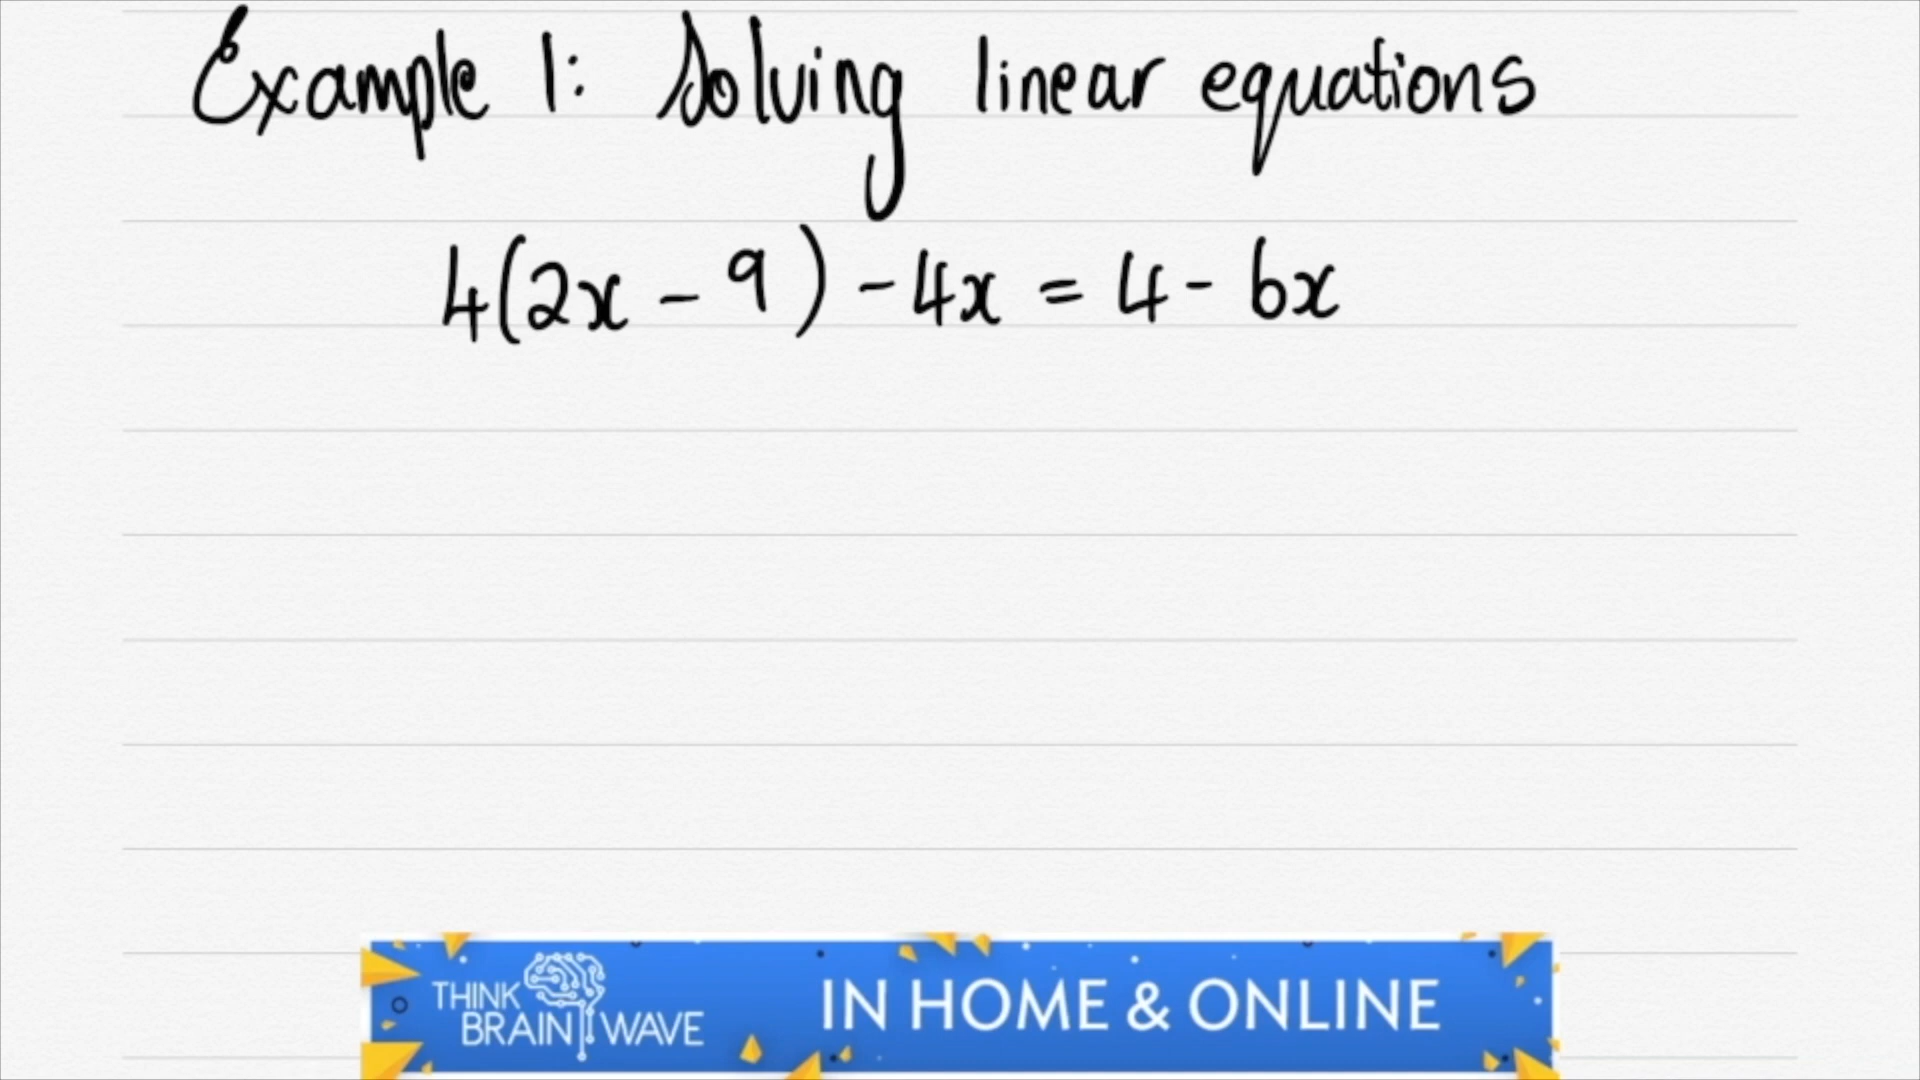 Example 1: Solving linear equations
4(2x - 9) - 4x = 4 - 6x
THINK
BRAIN WAVE
IN HOME & ONLINE